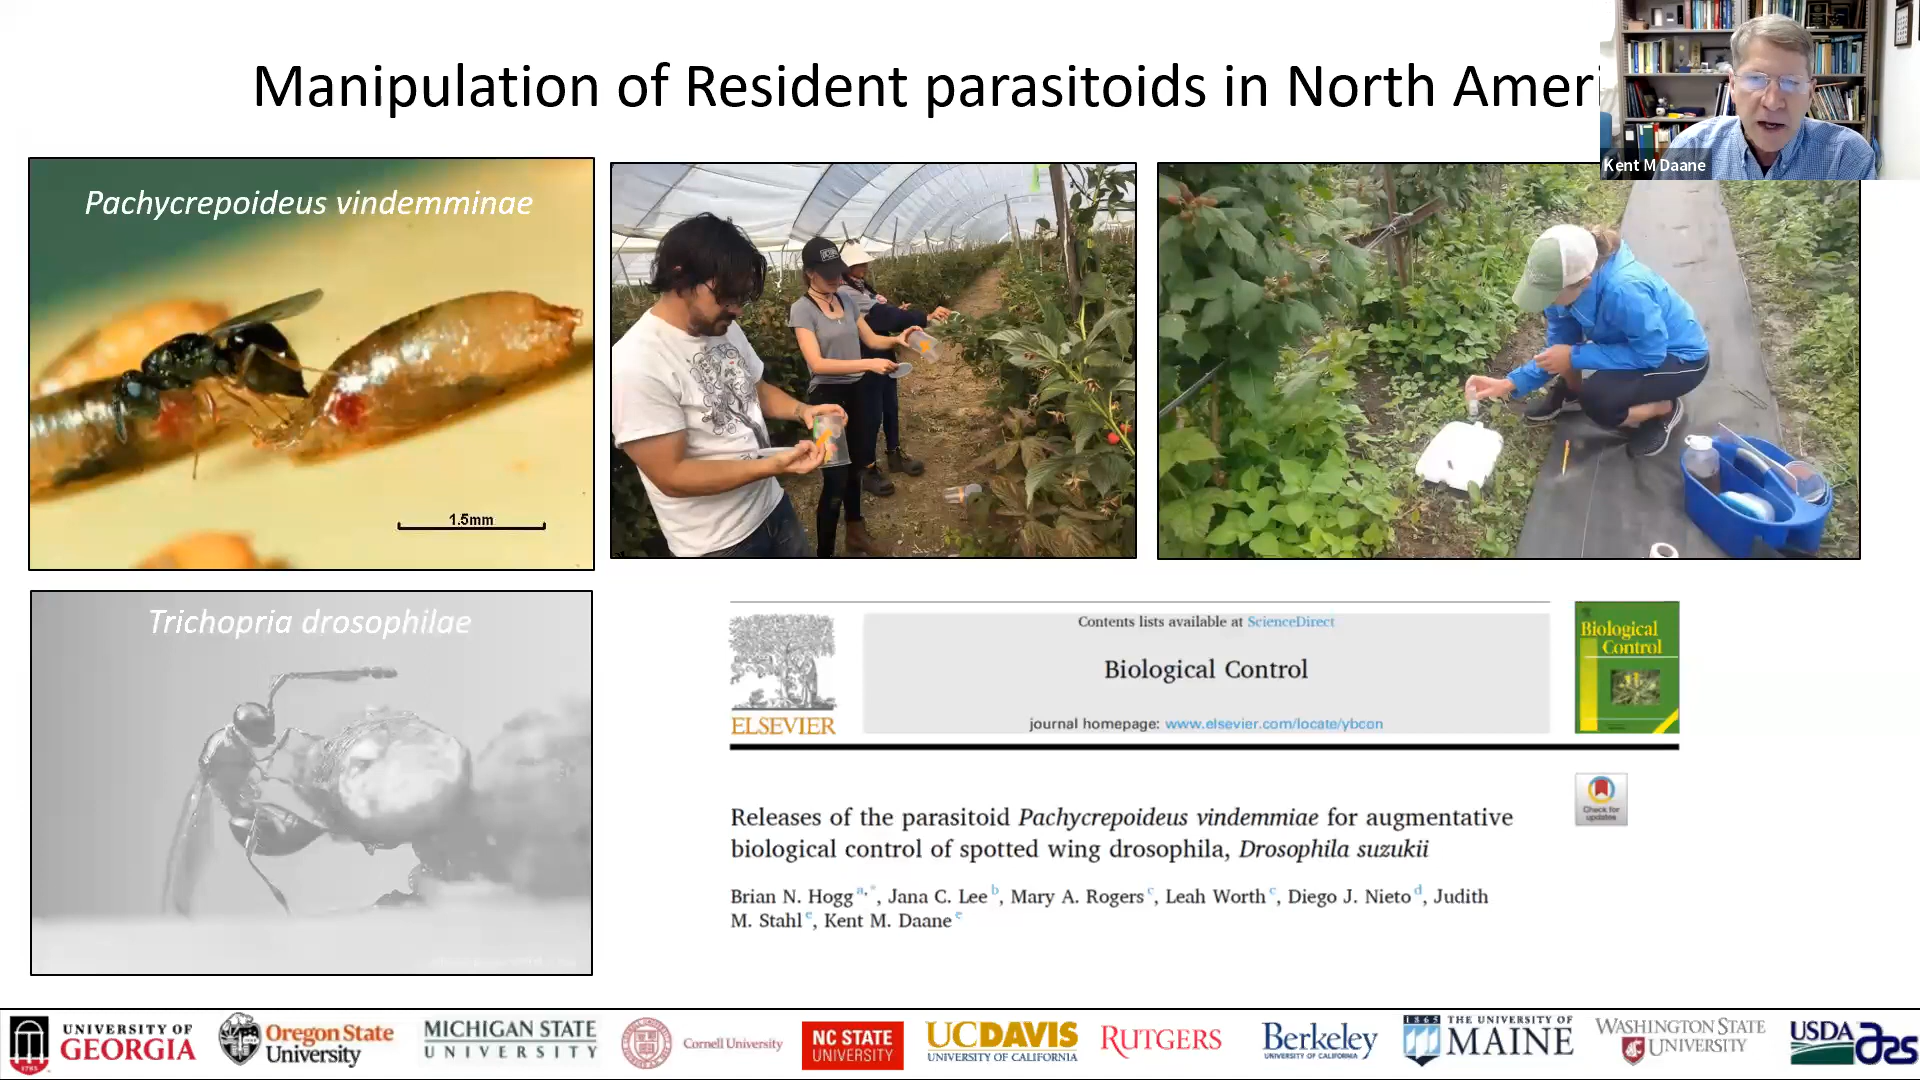 Manipulation of Resident parasitoids in North Ameri
Kent M Daane
Pachycrepoideus vindemminae
1.5mm
Trichopria drosophilae
Contents lists available at ScienceDirect
Biological Control
journal homepage: www.elsevier.com/locate/ybcon
ELSEVIER
Biological
Control
Check for
updates
Releases of the parasitoid Pachycrepoideus vindemmiae for augmentative
biological control of spotted wing drosophila, Drosophila suzukii
Brian N. Hogg a,*, Jana C. Lee b, Mary A. Rogers c, Leah Worth c, Diego J. Nieto d, Judith
M. Stahl e, Kent M. Daane e
UNIVERSITY OF
GEORGIA
1785
Oregon State
University
MICHIGAN STATE
UNIVERSITY
Cornell University
NC STATE
UNIVERSITY
UCDAVIS
UNIVERSITY OF CALIFORNIA
RUTGERS
Berkeley
UNIVERSITY OF CALIFORNIA
1865
THE UNIVERSITY OF
MAINE
WASHINGTON STATE
UNIVERSITY
USDA
ars